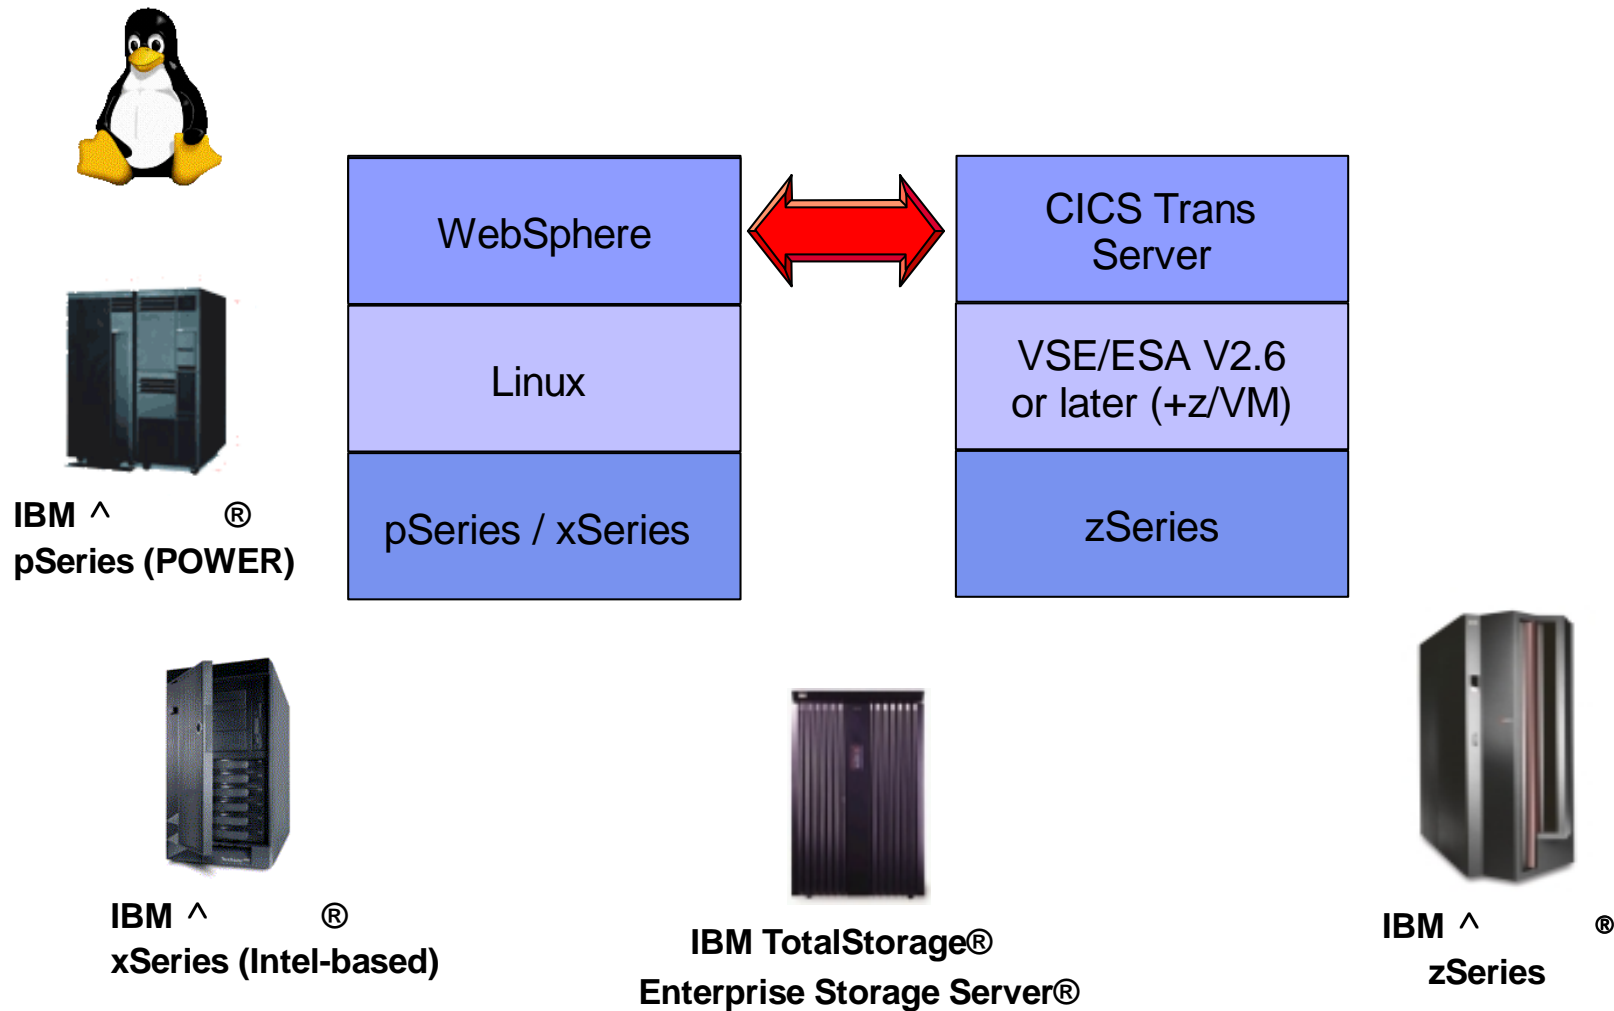 WebSphere
Linux
pSeries / xSeries
CICS Trans
Server
VSE/ESA V2.6
or later (+z/VM)
zSeries
IBM ^ ®
pSeries (POWER)
IBM ^ ®
xSeries (Intel-based)
IBM TotalStorage®
Enterprise Storage Server®
IBM ^ ®
zSeries